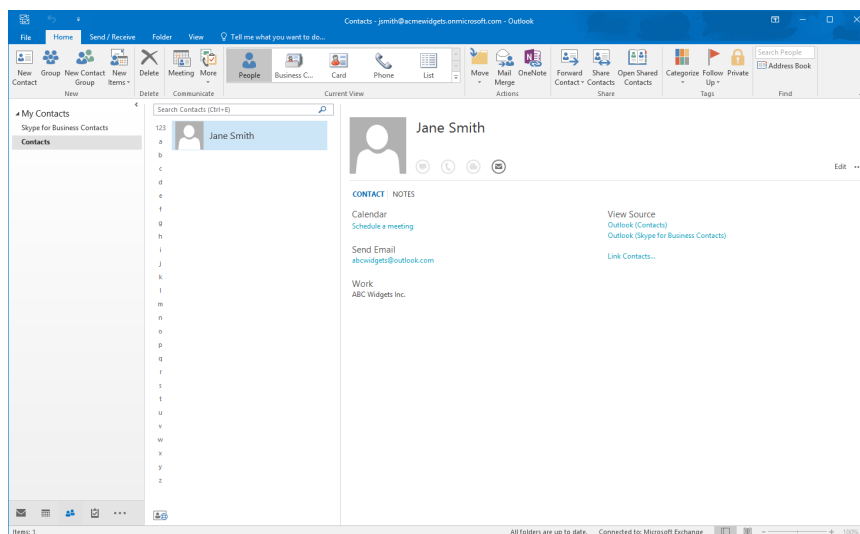 Contacts - jsmith@acmewidgets.onmicrosoft.com - Outlook
File Home Send / Receive Folder View Tell me what you want to do...
New Contact
Group
New Contact Group
New Items
Delete
Meeting
More
People
Business C...
Card
Phone
List
Move
Mail Merge
OneNote
Forward Contact
Share Contacts
Open Shared Contacts
Categorize
Follow Up
Private
Search People
Address Book
New Delete Communicate Current View Actions Share Tags Find
My Contacts
Skype for Business Contacts
Contacts
Search Contacts (Ctrl+E)
123
a
b
c
d
e
f
g
h
i
j
k
l
m
n
o
p
q
r
s
t
u
v
w
x
y
z
Jane Smith
Jane Smith
Edit
CONTACT | NOTES
Calendar
Schedule a meeting
Send Email
abcwidgets@outlook.com
Work
ABC Widgets Inc.
View Source
Outlook (Contacts)
Outlook (Skype for Business Contacts)
Link Contacts...
Items: 1
All folders are up to date. Connected to: Microsoft Exchange
100%